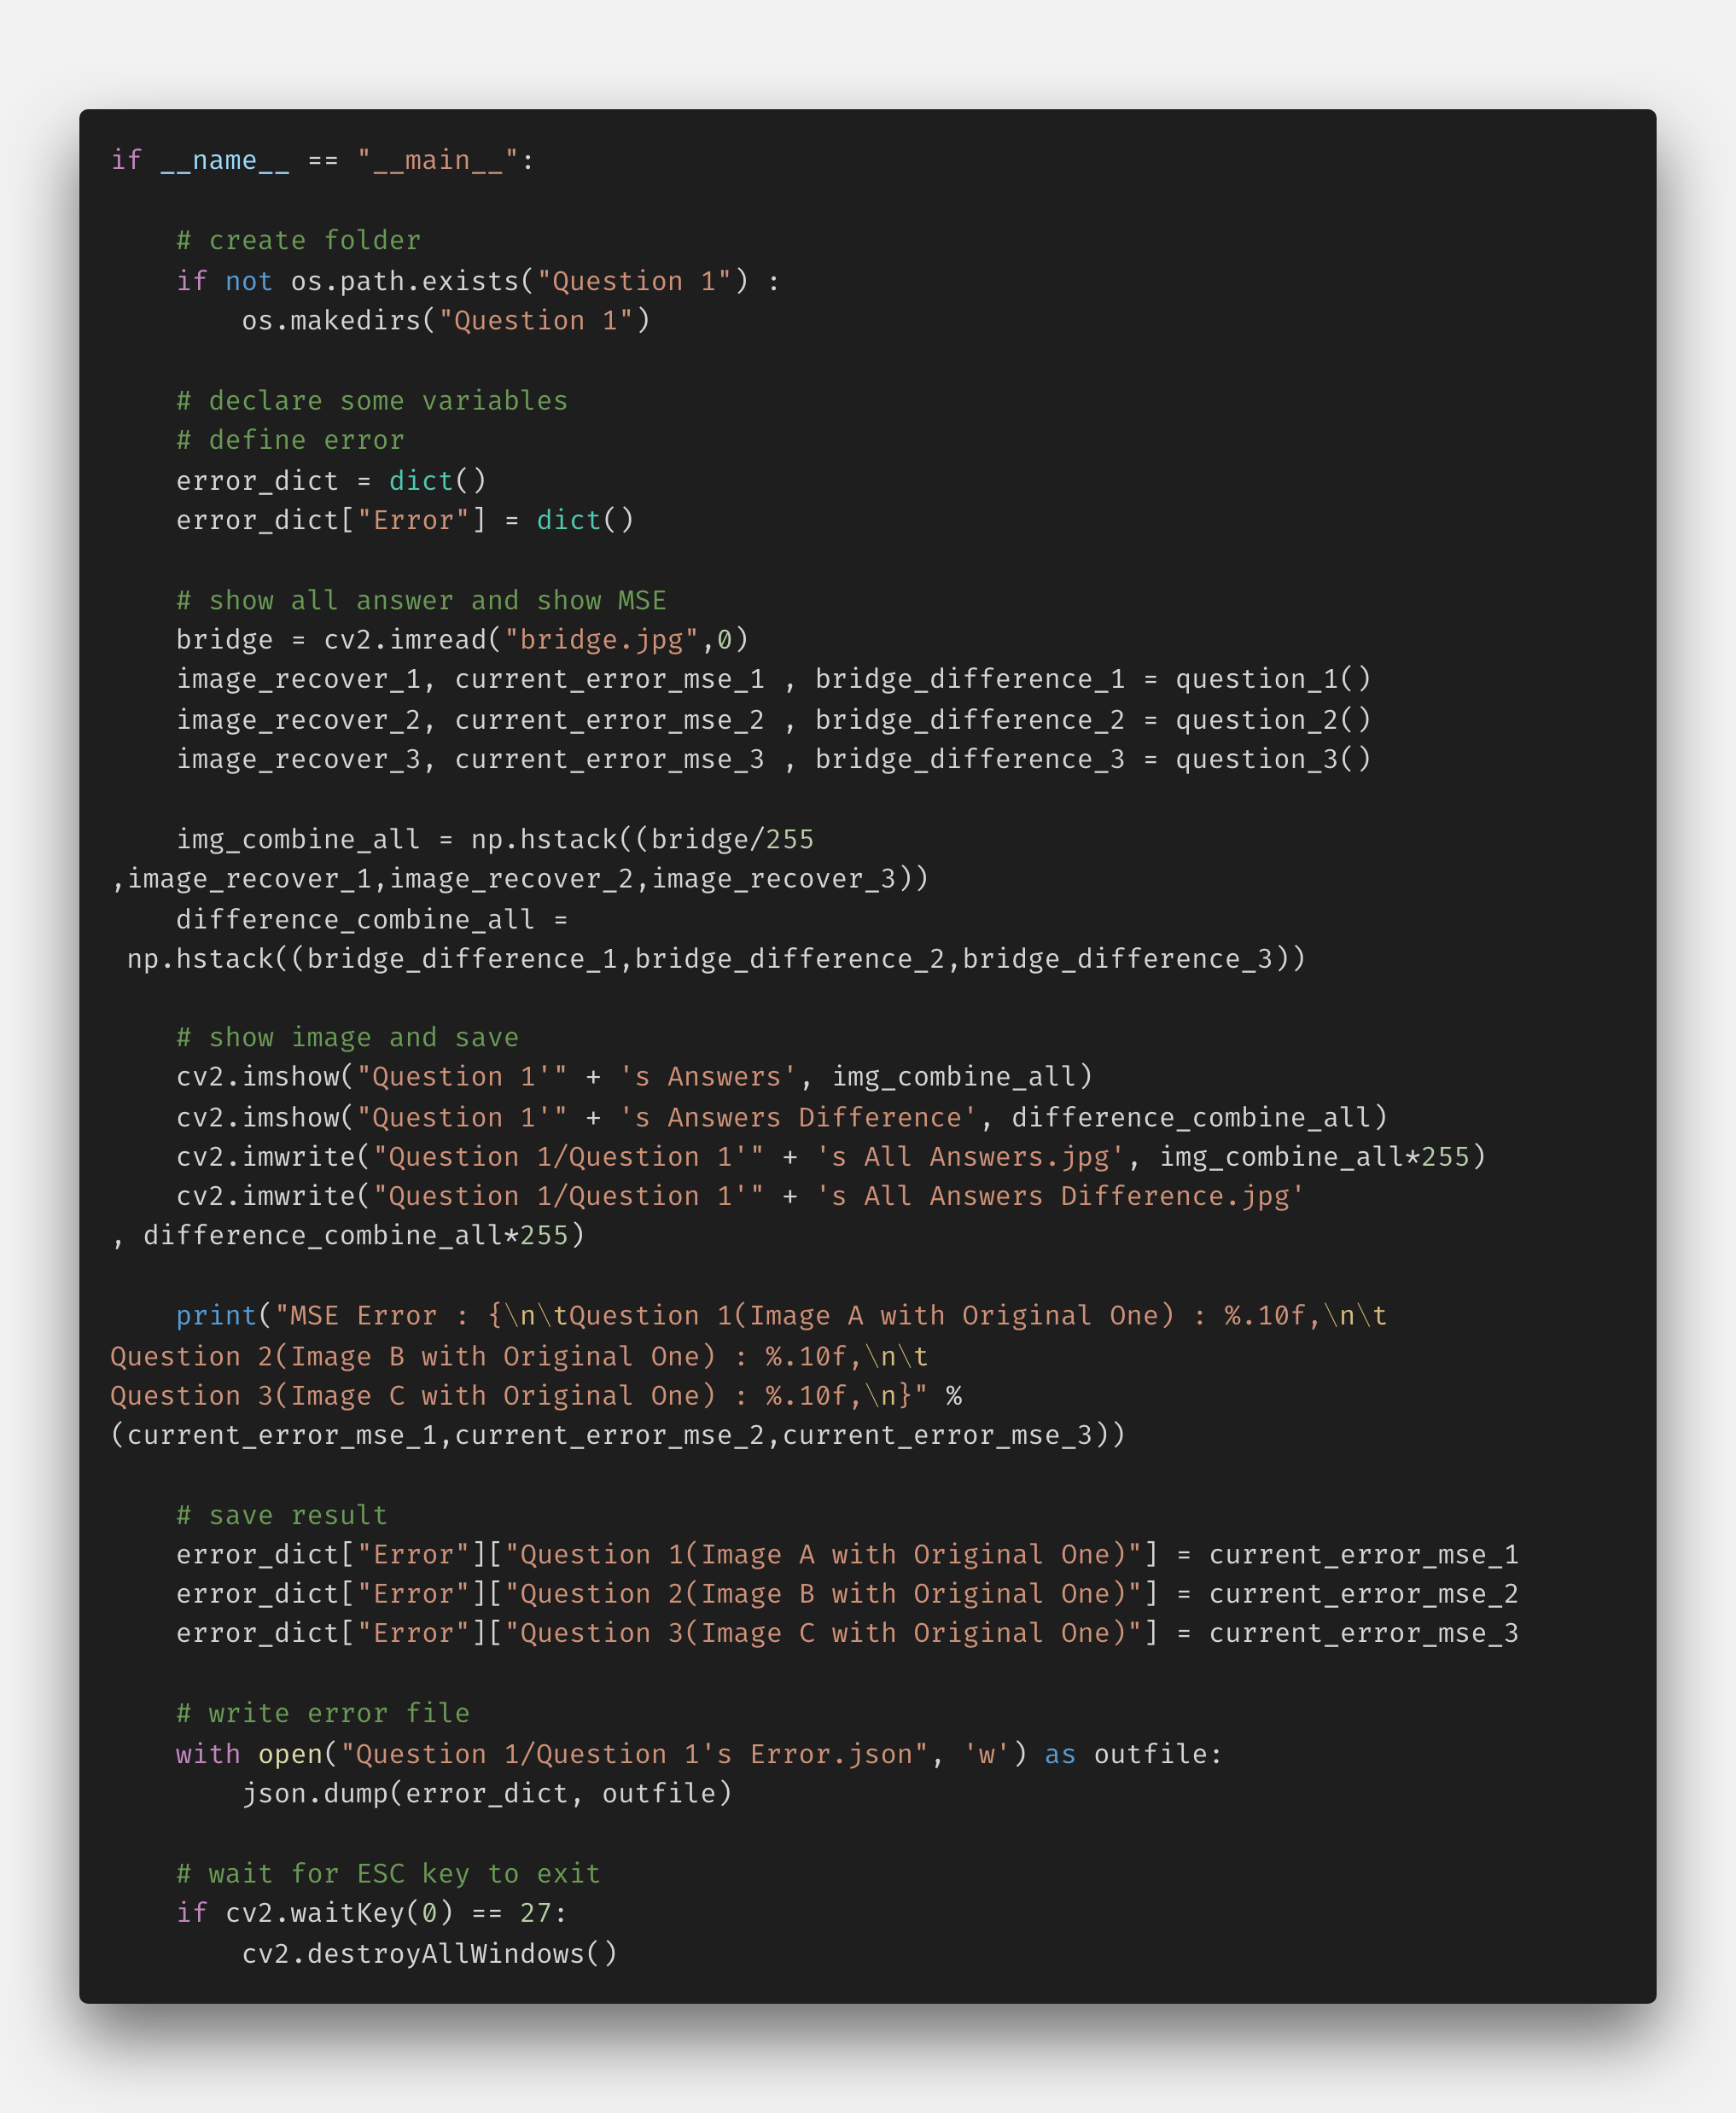 if __name__ == "__main__":
    # create folder
    if not os.path.exists("Question 1") :
        os.makedirs("Question 1")
    # declare some variables
    # define error
    error_dict = dict()
    error_dict["Error"] = dict()
    # show all answer and show MSE
    bridge = cv2.imread("bridge.jpg",0)
    image_recover_1, current_error_mse_1 , bridge_difference_1 = question_1()
    image_recover_2, current_error_mse_2 , bridge_difference_2 = question_2()
    image_recover_3, current_error_mse_3 , bridge_difference_3 = question_3()
    img_combine_all = np.hstack((bridge/255
,image_recover_1,image_recover_2,image_recover_3))
    difference_combine_all =
 np.hstack((bridge_difference_1,bridge_difference_2,bridge_difference_3))
    # show image and save
    cv2.imshow("Question 1'" + 's Answers', img_combine_all)
    cv2.imshow("Question 1'" + 's Answers Difference', difference_combine_all)
    cv2.imwrite("Question 1/Question 1'" + 's All Answers.jpg', img_combine_all*255)
    cv2.imwrite("Question 1/Question 1'" + 's All Answers Difference.jpg'
, difference_combine_all*255)
    print("MSE Error : {\n\tQuestion 1(Image A with Original One) : %.10f,\n\t
Question 2(Image B with Original One) : %.10f,\n\t
Question 3(Image C with Original One) : %.10f,\n}" %
(current_error_mse_1,current_error_mse_2,current_error_mse_3))
    # save result
    error_dict["Error"]["Question 1(Image A with Original One)"] = current_error_mse_1
    error_dict["Error"]["Question 2(Image B with Original One)"] = current_error_mse_2
    error_dict["Error"]["Question 3(Image C with Original One)"] = current_error_mse_3
    # write error file
    with open("Question 1/Question 1's Error.json", 'w') as outfile:
        json.dump(error_dict, outfile)
    # wait for ESC key to exit
    if cv2.waitKey(0) == 27:
        cv2.destroyAllWindows()